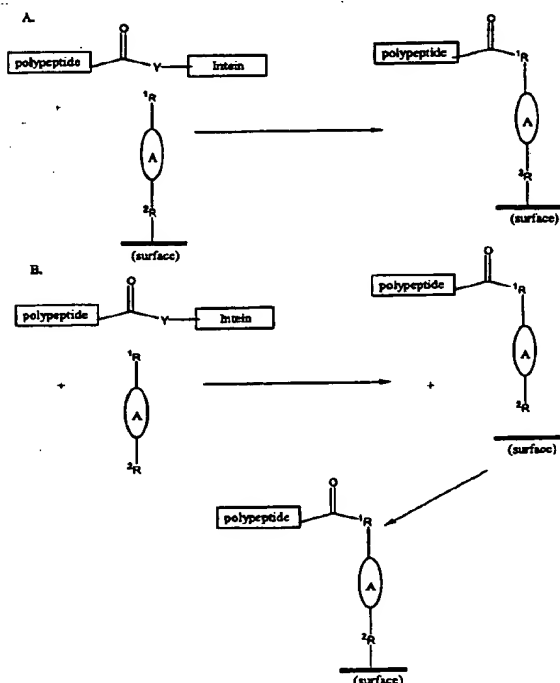 A.
O
polypeptide
Y
Intein
¹R
A
²R
(surface)
+
O
polypeptide
¹R
A
²R
(surface)
B.
O
polypeptide
Y
Intein
+
¹R
A
²R
O
polypeptide
¹R
A
+
²R
(surface)
O
polypeptide
¹R
A
²R
(surface)